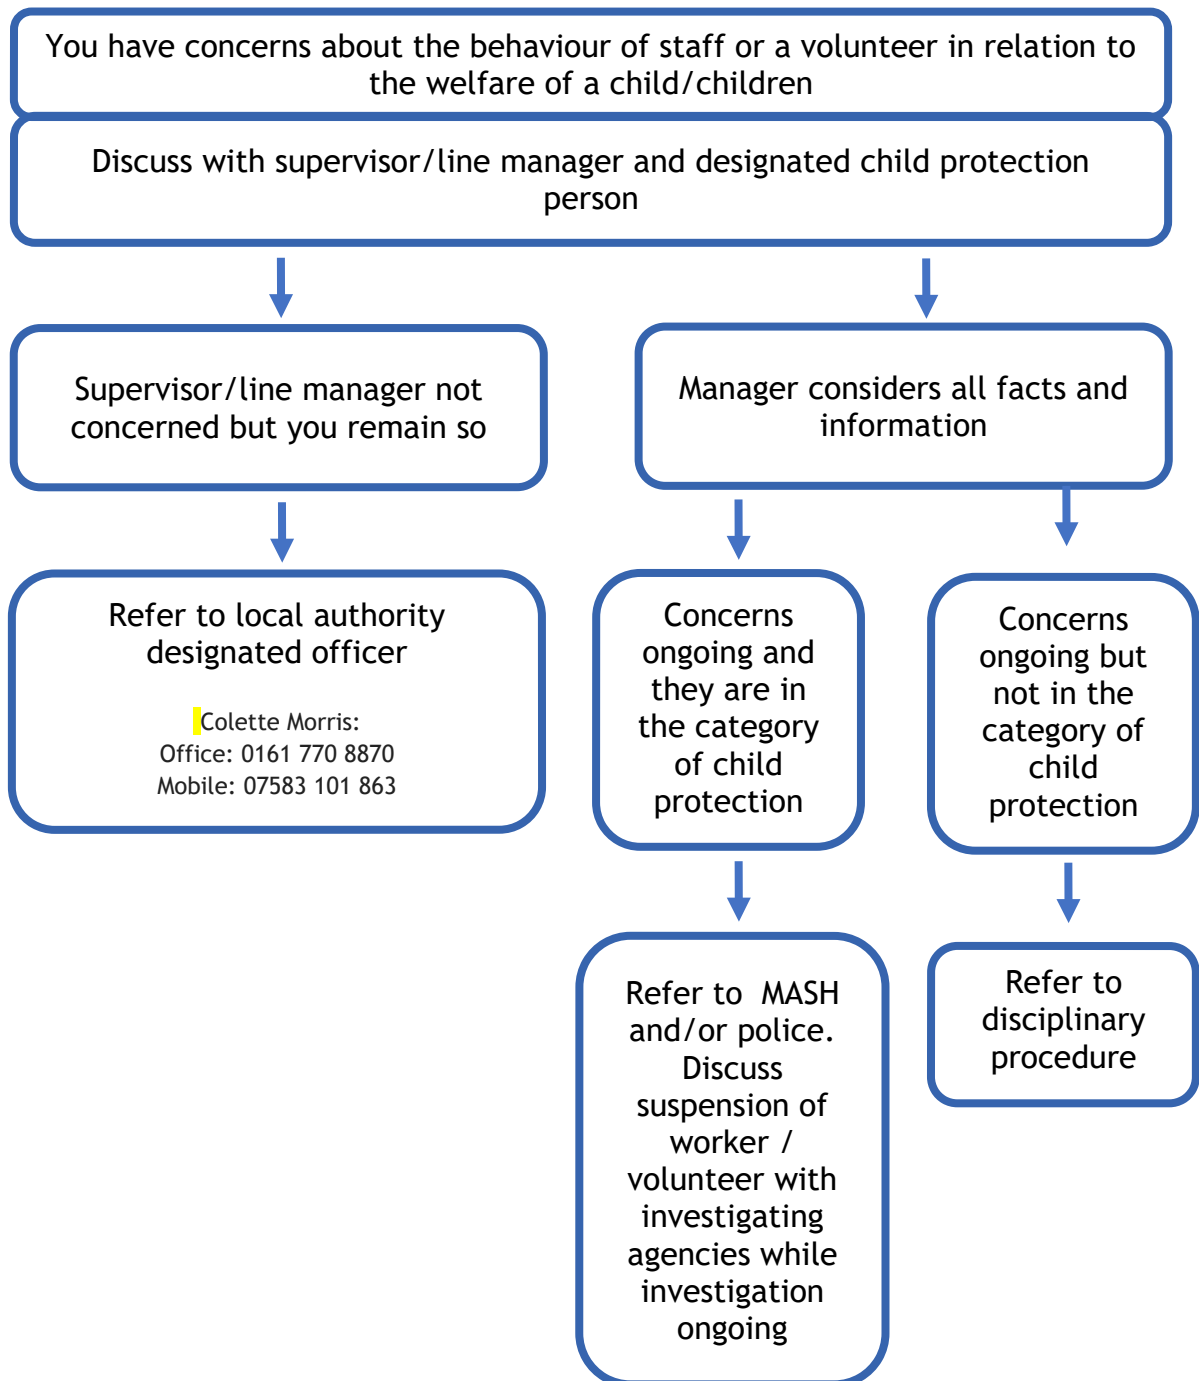 You have concerns about the behaviour of staff or a volunteer in relation to
the welfare of a child/children
Discuss with supervisor/line manager and designated child protection
person
Supervisor/line manager not
concerned but you remain so
Manager considers all facts and
information
Refer to local authority
designated officer
Colette Morris:
Office: 0161 770 8870
Mobile: 07583 101 863
Concerns
ongoing and
they are in
the category
of child
protection
Concerns
ongoing but
not in the
category of
child
protection
Refer to  MASH
and/or police.
Discuss
suspension of
worker /
volunteer with
investigating
agencies while
investigation
ongoing
Refer to
disciplinary
procedure